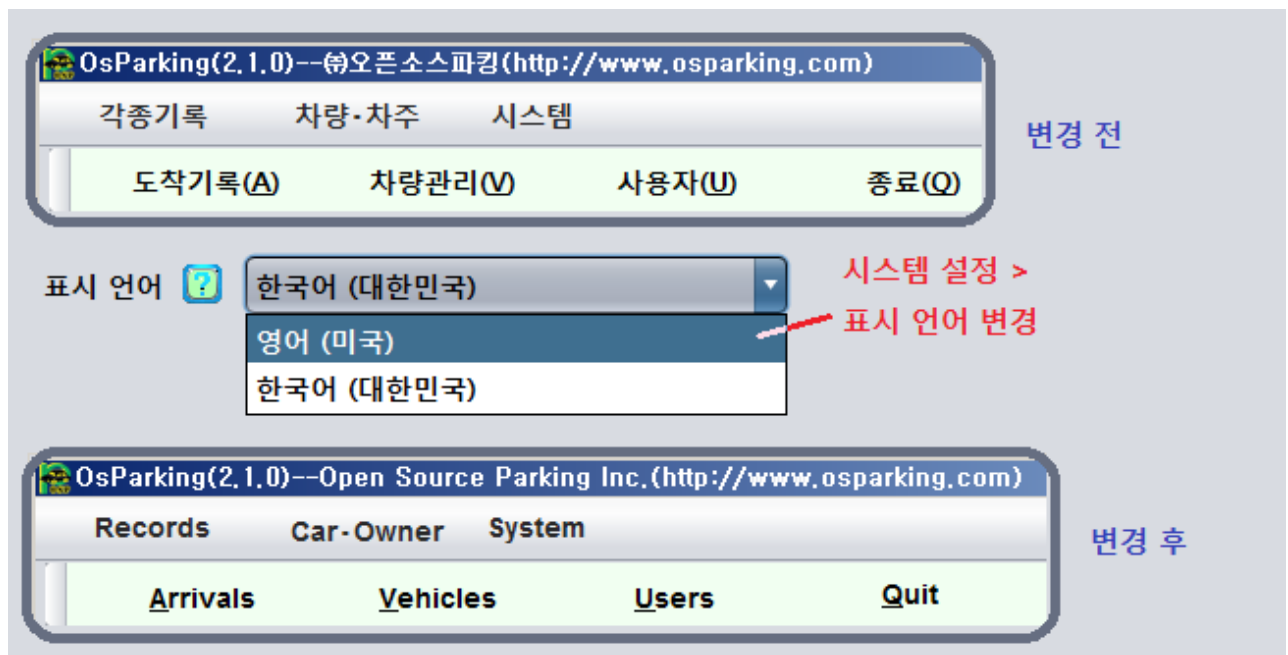 OsParking(2.1.0)--㈜오픈소스파킹(http://www.osparking.com)
각종기록 차량·차주 시스템
변경 전
도착기록(A) 차량관리(V) 사용자(U) 종료(Q)
표시 언어 ? 한국어 (대한민국)
시스템 설정 >
영어 (미국)
표시 언어 변경
한국어 (대한민국)
OsParking(2.1.0)--Open Source Parking Inc.(http://www.osparking.com)
Records Car·Owner System
변경 후
Arrivals Vehicles Users Quit